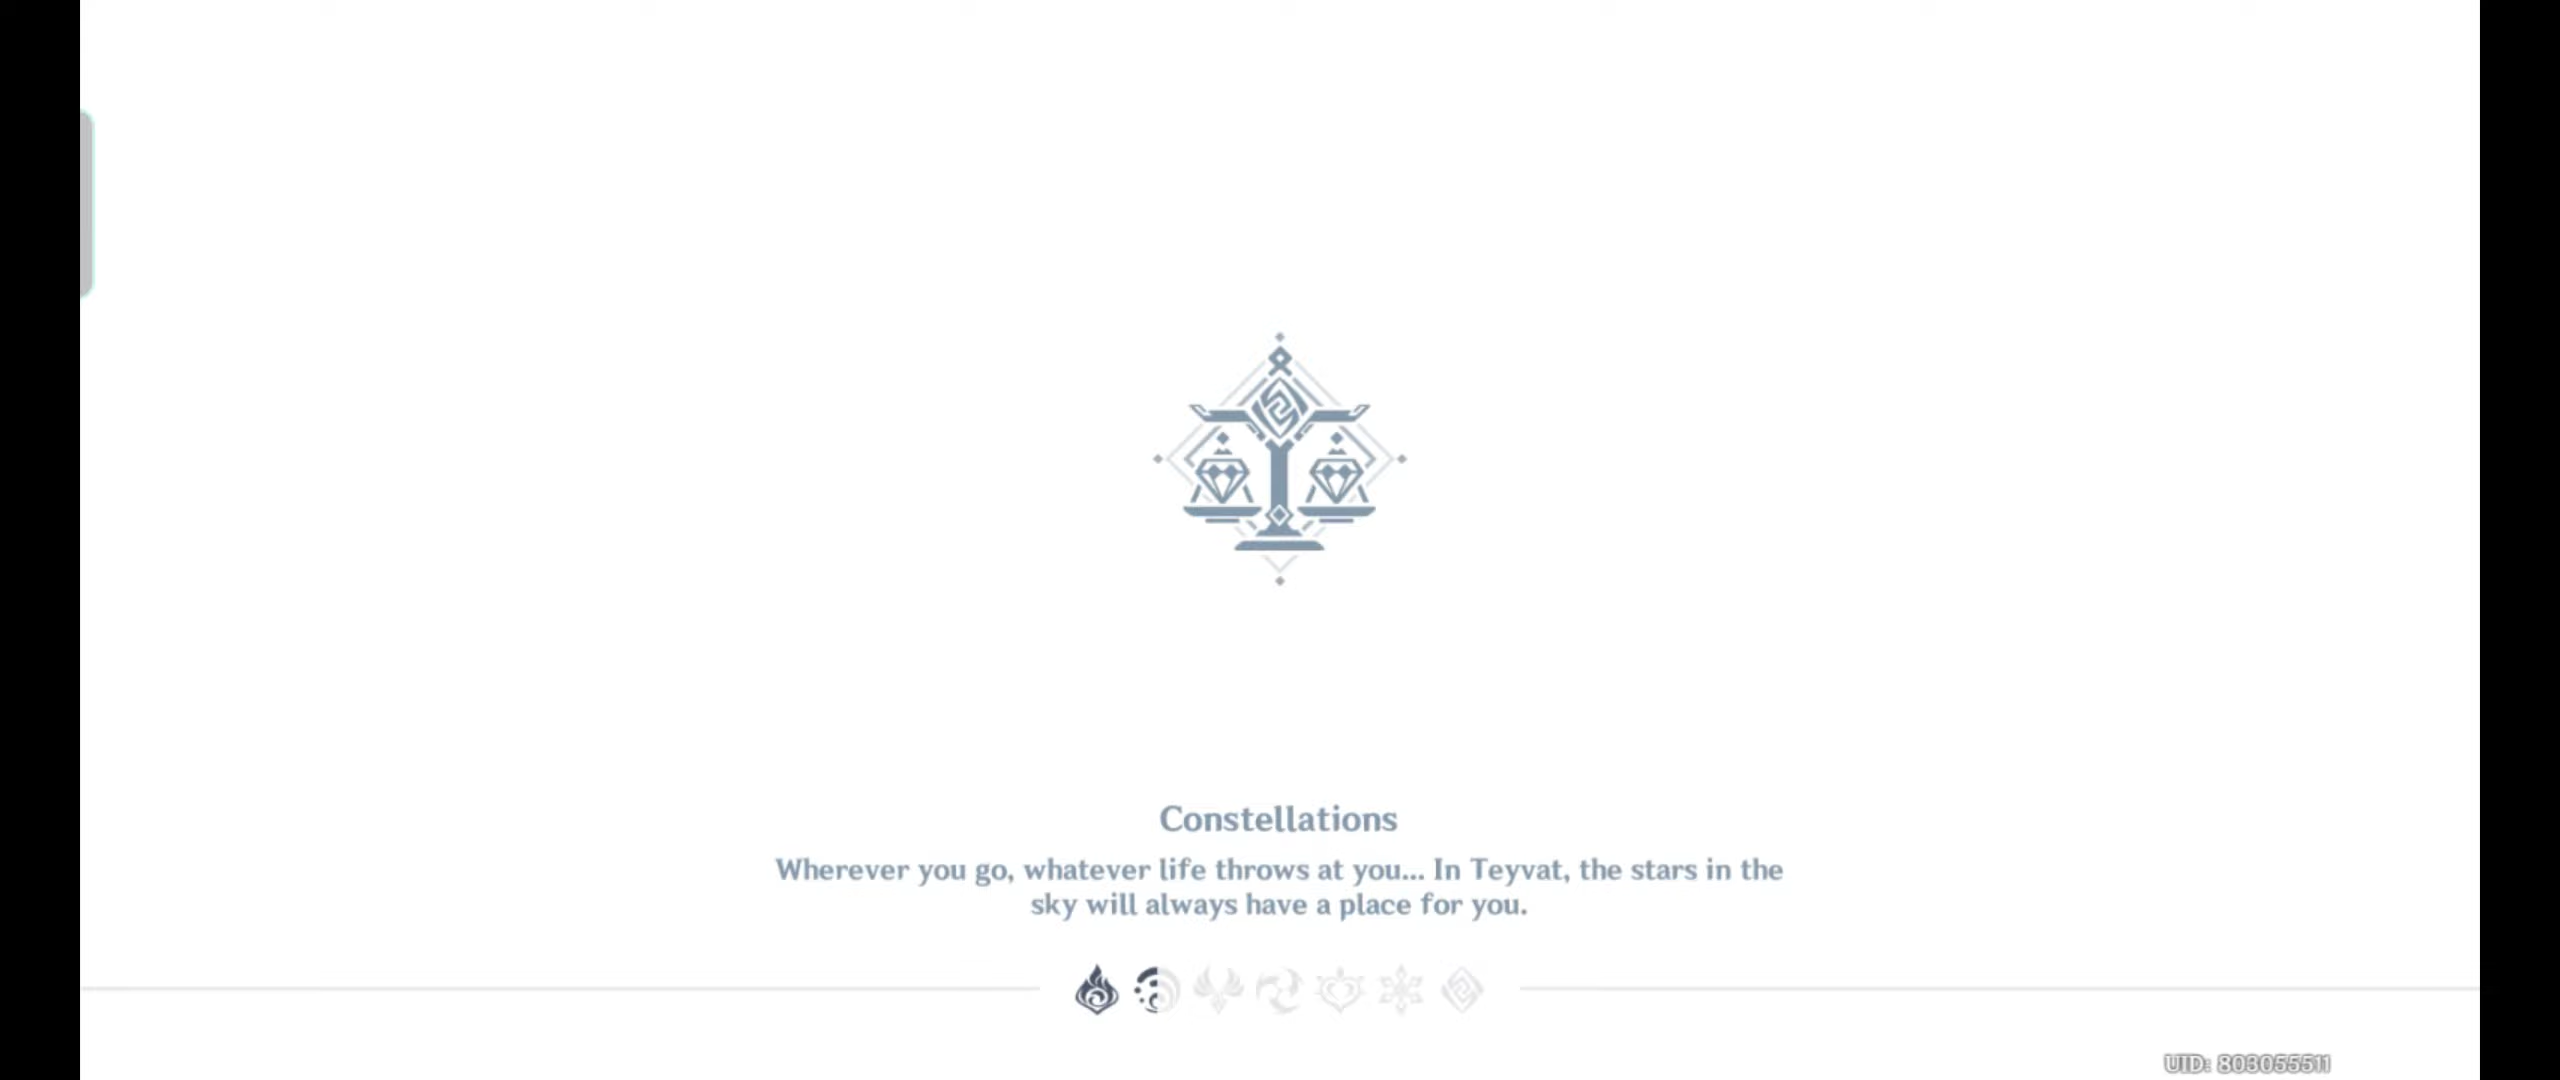 Constellations
Wherever you go, whatever life throws at you... In Teyvat, the stars in the
sky will always have a place for you.
UID: 803055511